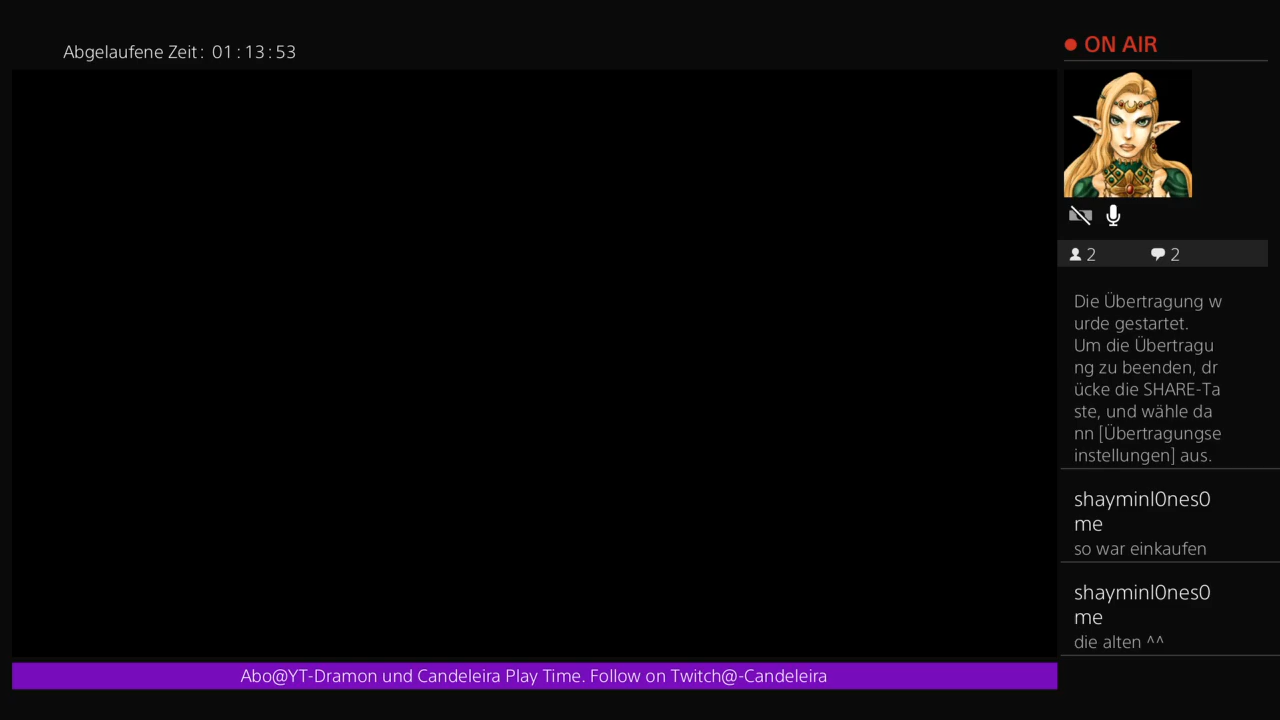 Abgelaufene Zeit: 01:13:53
ON AIR
2
2
Die Übertragung w
urde gestartet.
Um die Übertragu
ng zu beenden, dr
ücke die SHARE-Ta
ste, und wähle da
nn [Übertragungse
instellungen] aus.
shayminl0nes0
me
so war einkaufen
shayminl0nes0
me
die alten ^^
Abo@YT-Dramon und Candeleira Play Time. Follow on Twitch@-Candeleira